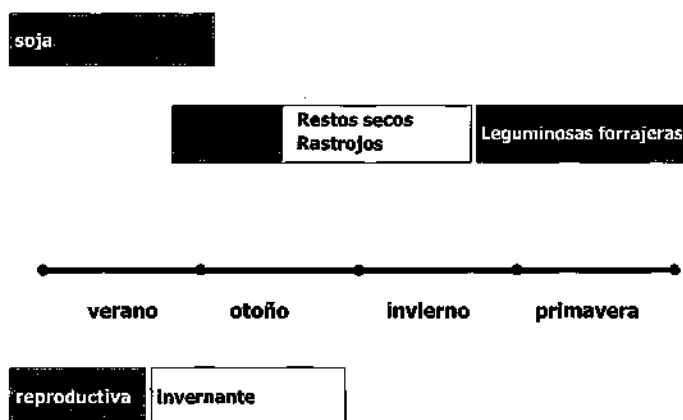 soja
Restos secos
Rastrojos
Leguminosas forrajeras
verano otoño invierno primavera
reproductiva invernante